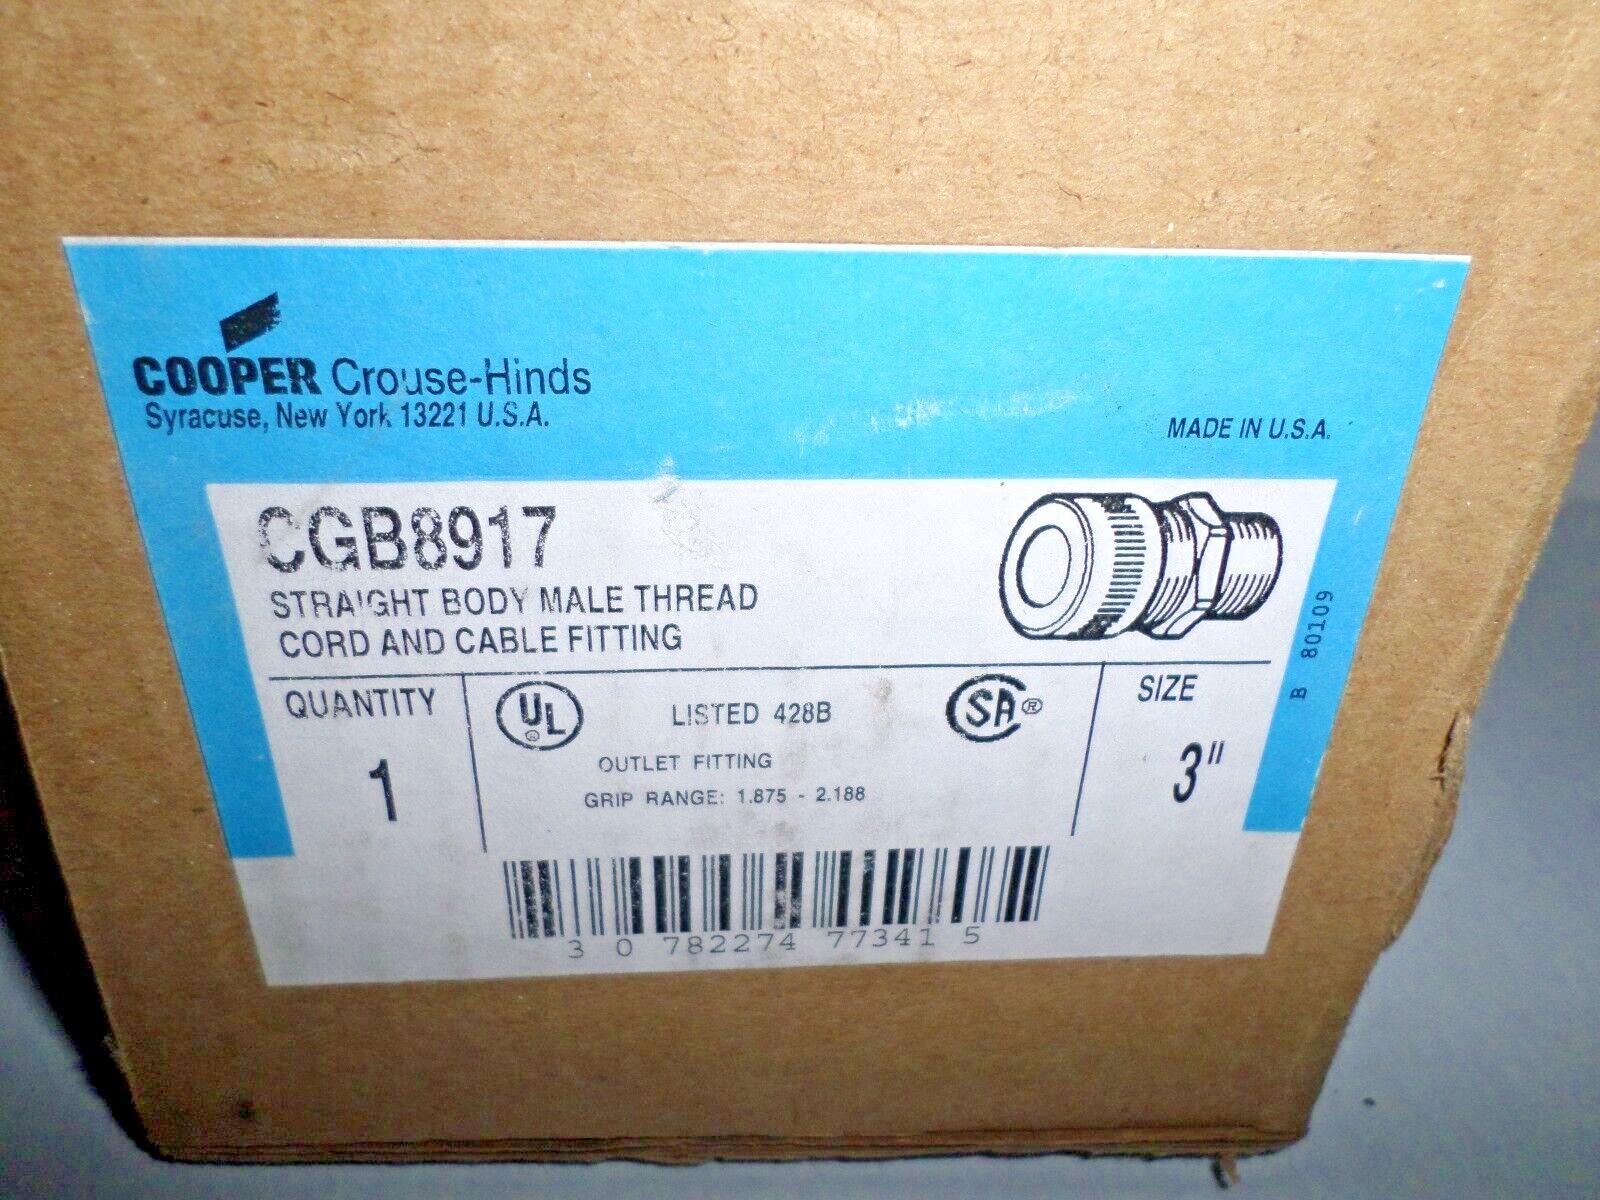 COOPER Crouse-Hinds
Syracuse, New York 13221 U.S.A.
MADE IN U.S.A.
CGB8917
STRAIGHT BODY MALE THREAD
CORD AND CABLE FITTING
B 80109
QUANTITY
1
UL ®
LISTED 428B
SA ®
OUTLET FITTING
GRIP RANGE: 1.875 - 2.188
SIZE
3"
3 0 782274 77341 5